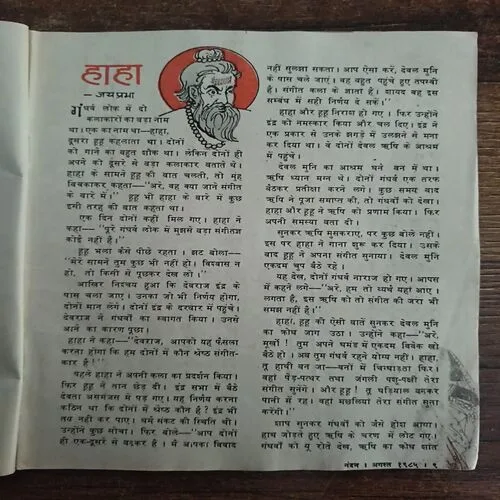 हाहा
– जयप्रभा
गंधर्व लोक में दो
कलाकारों का बड़ा नाम
था। एक का नाम था—हाहा,
दूसरा हूहू कहलाता था। दोनों
को गाने का बहुत शौक था। लेकिन दोनों ही
अपने को दूसरे से बड़ा कलाकार बताते थे।
हाहा के सामने हूहू की बात चलती, तो मुंह
बिचकाकर कहता—''अरे, वह क्या जाने संगीत
के बारे में।'' हूहू भी हाहा के बारे में कुछ
इसी तरह की बात कहता था।
एक दिन दोनों कहीं मिल गए। हाहा ने
कहा—''पूरे गंधर्व लोक में मुझसे बड़ा संगीतज्ञ
कोई नहीं है।''
हूहू भला कैसे पीछे रहता। झट बोला—
''मेरे सामने तुम कुछ भी नहीं हो। विश्वास न
हो, तो किसी से पूछकर देख लो।''
आखिर निश्चय हुआ कि देवराज इंद्र के
पास चला जाए। उनका जो भी निर्णय होगा,
दोनों मान लेंगे। दोनों इंद्र के दरबार में पहुंचे।
देवराज ने गंधर्वों का स्वागत किया। उनसे
आने का कारण पूछा।
हाहा ने कहा—''देवराज, आपको यह फैसला
करना होगा कि हम दोनों में कौन श्रेष्ठ संगीत-
कार है!''
पहले हाहा ने अपनी कला का प्रदर्शन किया।
फिर हूहू ने तान छेड़ दी। इंद्र सभा में बैठे
देवता असमंजस में पड़ गए। यह निर्णय करना
कठिन था कि दोनों में श्रेष्ठ कौन है? इंद्र भी
तय नहीं कर पाए। धर्म संकट की स्थिति थी।
उन्होंने कुछ सोचा। फिर बोले—''आप दोनों
ही एक-दूसरे से बढ़कर हैं। मैं आपका विवाद
नहीं सुलझा सकता। आप ऐसा करें, देवल मुनि
के पास चले जाएं। वह बहुत पहुंचे हुए तपस्वी
हैं। संगीत कला के ज्ञाता हैं। शायद वह इस
सम्बंध में सही निर्णय दे सकें।''
हाहा और हूहू निराश हो गए। फिर उन्होंने
इंद्र को नमस्कार किया और चल दिए। इंद्र ने
एक प्रकार से उनके झगड़े में उलझने से मना
कर दिया था। वे दोनों देवल ऋषि के आश्रम
में पहुंचे।
देवल मुनि का आश्रम घने वन में था।
ऋषि ध्यान मग्न थे। दोनों गंधर्व एक तरफ
बैठकर प्रतीक्षा करने लगे। कुछ समय बाद
ऋषि ने पूजा समाप्त की, तो गंधर्वों को देखा।
हाहा और हूहू ने ऋषि को प्रणाम किया। फिर
अपनी समस्या बता दी।
सुनकर ऋषि मुसकराए, पर कुछ बोले नहीं।
इस पर हाहा ने गाना शुरू कर दिया। उसके
बाद हूहू ने अपना संगीत सुनाया। देवल मुनि
एकदम चुप बैठे रहे।
यह देख, दोनों गंधर्व नाराज हो गए। आपस
में कहने लगे—''अरे, हम तो व्यर्थ यहां आए।
लगता है, इस ऋषि को तो संगीत की जरा भी
समझ नहीं है।''
हाहा, हूहू की ऐसी बातें सुनकर देवल मुनि
का क्रोध जाग उठा। उन्होंने कहा—''अरे,
मूर्खो! तुम अपने घमंड में एकदम विवेक खो
बैठे हो। अब तुम गंधर्व रहने योग्य नहीं। हाहा,
तू हाथी बन जा—वनों में चिंघाड़ता फिर।
वहां पेड़-पत्थर तथा जंगली पशु-पक्षी तेरा
संगीत सुनेंगे। और हूहू! तू घड़ियाल बनकर
पानी में रह। वहां मछलियां तेरा संगीत सुना
करेंगी।''
शाप सुनकर गंधर्वों को जैसे होश आया।
हाथ जोड़ते हुए ऋषि के चरण में लोट गए।
गंधर्वों को यूं रोते देख, ऋषि का क्रोध शांत
नंदन । अगस्त १९८५ । ९